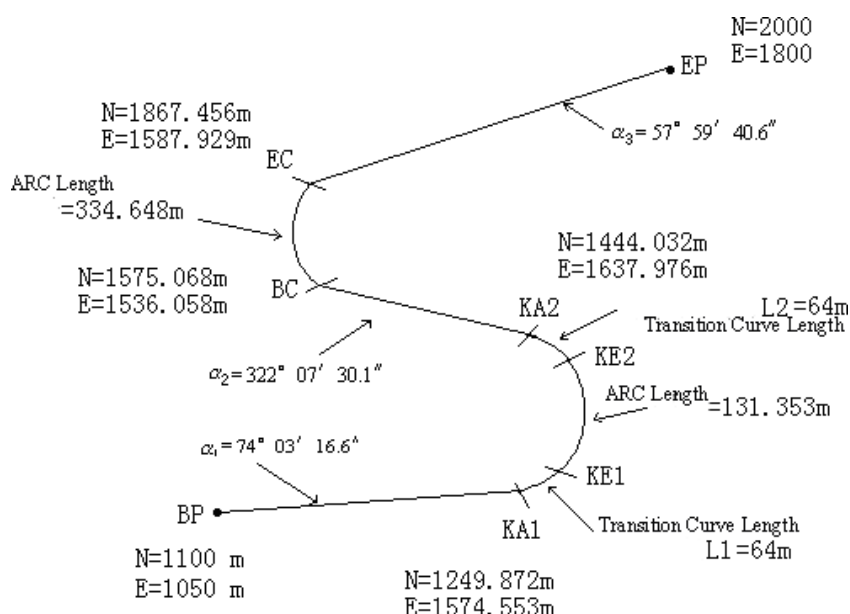 N=2000
E=1800
EP
α₃=57° 59′ 40.6″
N=1867.456m
E=1587.929m
EC
ARC Length
=334.648m
N=1575.068m
E=1536.058m
BC
N=1444.032m
E=1637.976m
KA2
L2=64m
Transition Curve Length
KE2
α₂=322° 07′ 30.1″
ARC Length
=131.353m
α₁=74° 03′ 16.6″
KE1
BP
KA1
Transition Curve Length
L1=64m
N=1100 m
E=1050 m
N=1249.872m
E=1574.553m